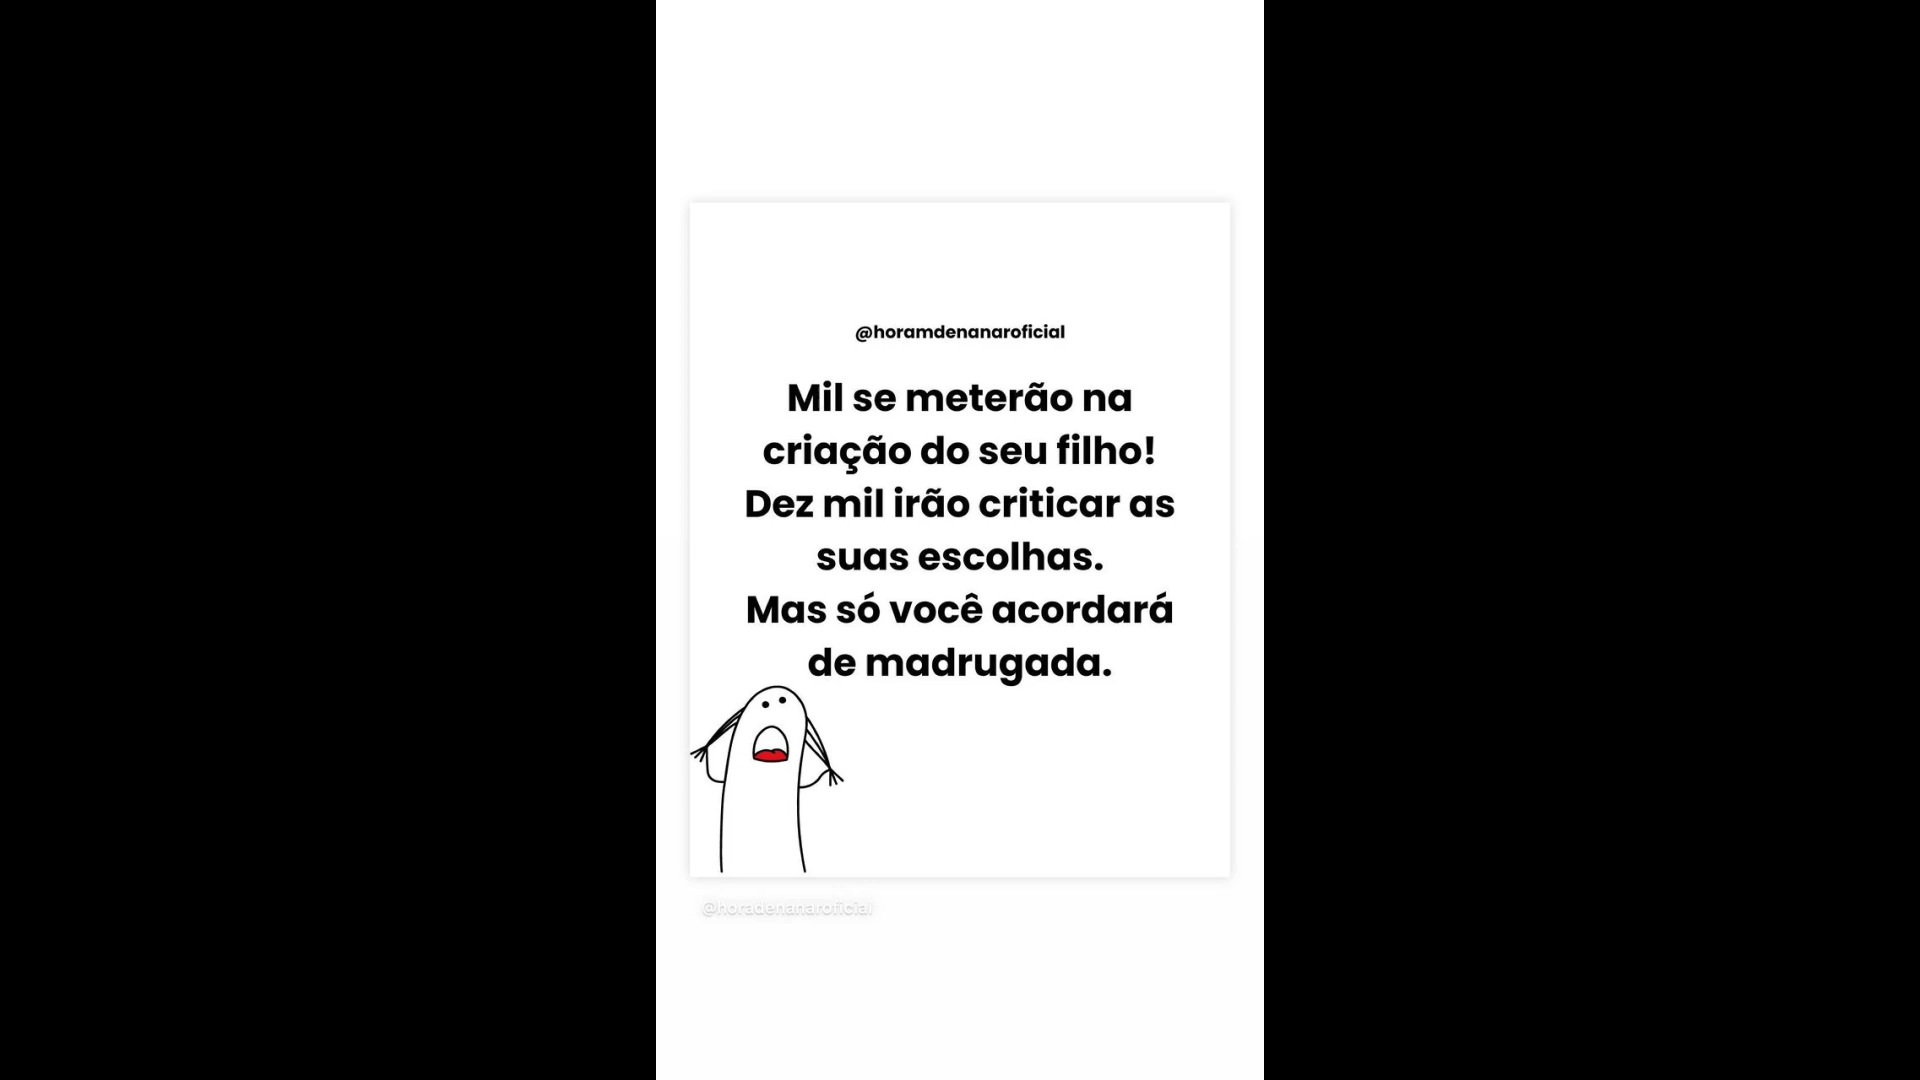 @horamdenanaroficial
Mil se meterão na
criação do seu filho!
Dez mil irão criticar as
suas escolhas.
Mas só você acordará
de madrugada.
@horadenanaroficial